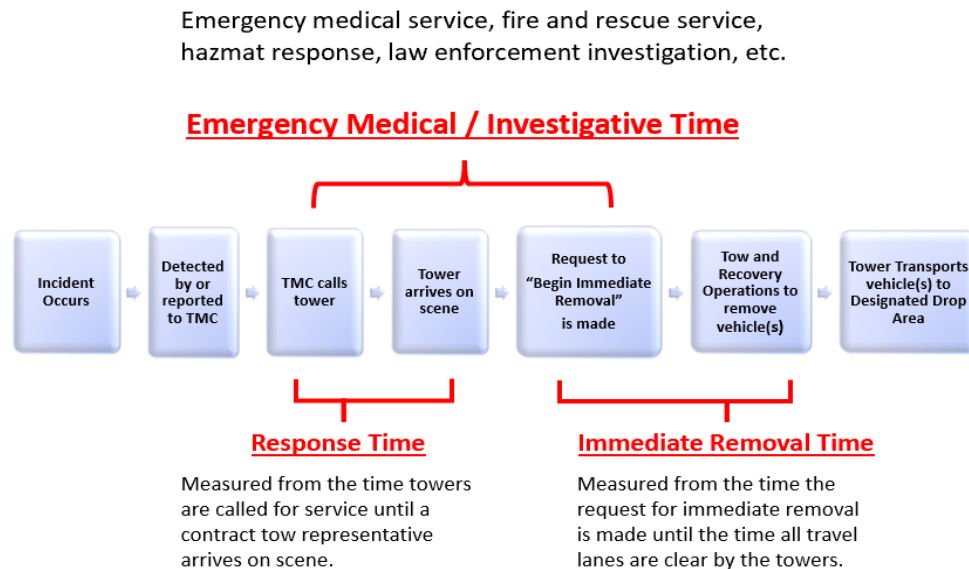 Emergency medical service, fire and rescue service,
hazmat response, law enforcement investigation, etc.
Emergency Medical / Investigative Time
Incident
Occurs
Detected
by or
reported
to TMC
TMC calls
tower
Tower
arrives on
scene
Request to
“Begin Immediate
Removal”
is made
Tow and
Recovery
Operations to
remove
vehicle(s)
Tower Transports
vehicle(s) to
Designated Drop
Area
Response Time
Measured from the time towers
are called for service until a
contract tow representative
arrives on scene.
Immediate Removal Time
Measured from the time the
request for immediate removal
is made until the time all travel
lanes are clear by the towers.